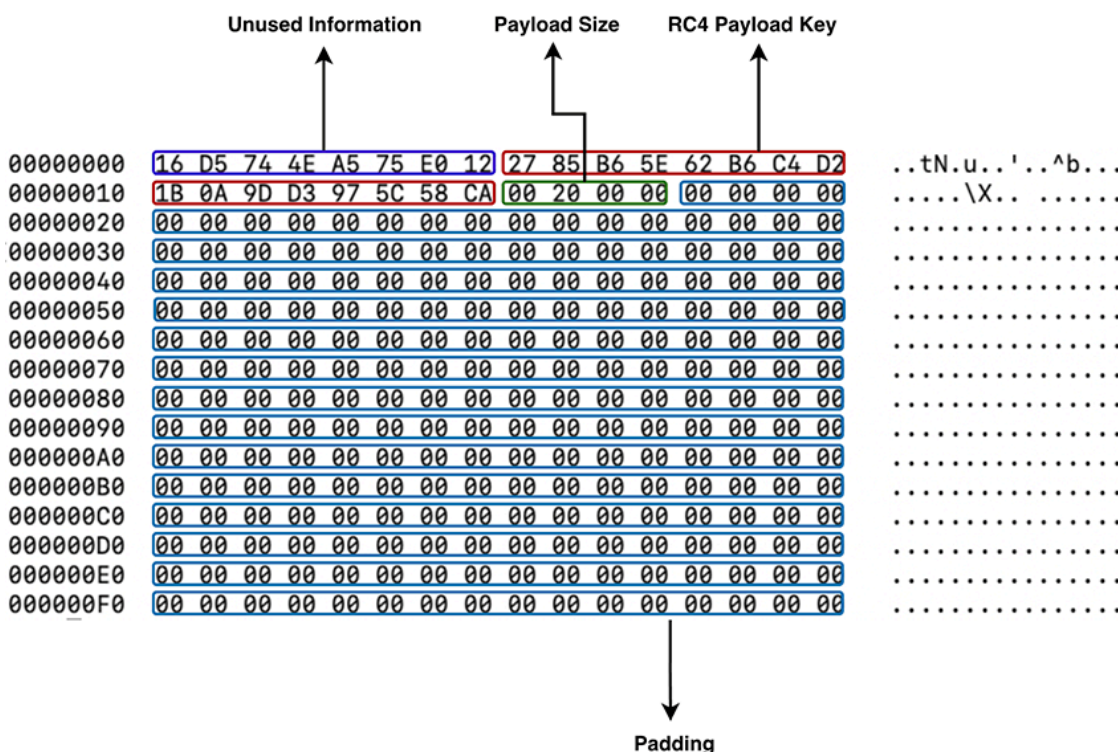 Unused Information Payload Size RC4 Payload Key
00000000 16 D5 74 4E A5 75 E0 12 27 85 B6 5E 62 B6 C4 D2 ..tN.u..'..^b...
00000010 1B 0A 9D D3 97 5C 58 CA 00 20 00 00 00 00 00 00 .....\X.. ......
00000020 00 00 00 00 00 00 00 00 00 00 00 00 00 00 00 00 ................
00000030 00 00 00 00 00 00 00 00 00 00 00 00 00 00 00 00 ................
00000040 00 00 00 00 00 00 00 00 00 00 00 00 00 00 00 00 ................
00000050 00 00 00 00 00 00 00 00 00 00 00 00 00 00 00 00 ................
00000060 00 00 00 00 00 00 00 00 00 00 00 00 00 00 00 00 ................
00000070 00 00 00 00 00 00 00 00 00 00 00 00 00 00 00 00 ................
00000080 00 00 00 00 00 00 00 00 00 00 00 00 00 00 00 00 ................
00000090 00 00 00 00 00 00 00 00 00 00 00 00 00 00 00 00 ................
000000A0 00 00 00 00 00 00 00 00 00 00 00 00 00 00 00 00 ................
000000B0 00 00 00 00 00 00 00 00 00 00 00 00 00 00 00 00 ................
000000C0 00 00 00 00 00 00 00 00 00 00 00 00 00 00 00 00 ................
000000D0 00 00 00 00 00 00 00 00 00 00 00 00 00 00 00 00 ................
000000E0 00 00 00 00 00 00 00 00 00 00 00 00 00 00 00 00 ................
000000F0 00 00 00 00 00 00 00 00 00 00 00 00 00 00 00 00 ................
Padding